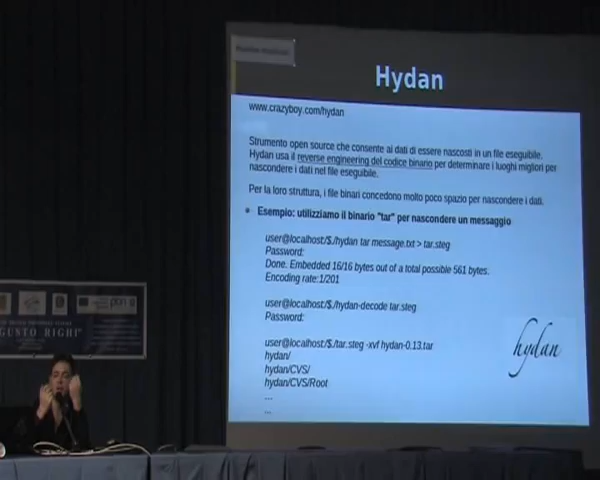 Hydan
www.crazyboy.com/hydan
Strumento open source che consente ai dati di essere nascosti in un file eseguibile.
Hydan usa il reverse engineering del codice binario per determinare i luoghi migliori per
nascondere i dati nel file eseguibile.
Per la loro struttura, i file binari concedono molto poco spazio per nascondere i dati.
• Esempio: utilizziamo il binario "tar" per nascondere un messaggio
user@localhost:/$./hydan tar message.txt > tar.steg
Password:
Done. Embedded 16/16 bytes out of a total possible 561 bytes.
Encoding rate:1/201
user@localhost:/$./hydan-decode tar.steg
Password:
user@localhost:/$./tar.steg -xvf hydan-0.13.tar
hydan/
hydan/CVS/
hydan/CVS/Root
...
...
hydan
GUSTO RIGHI"